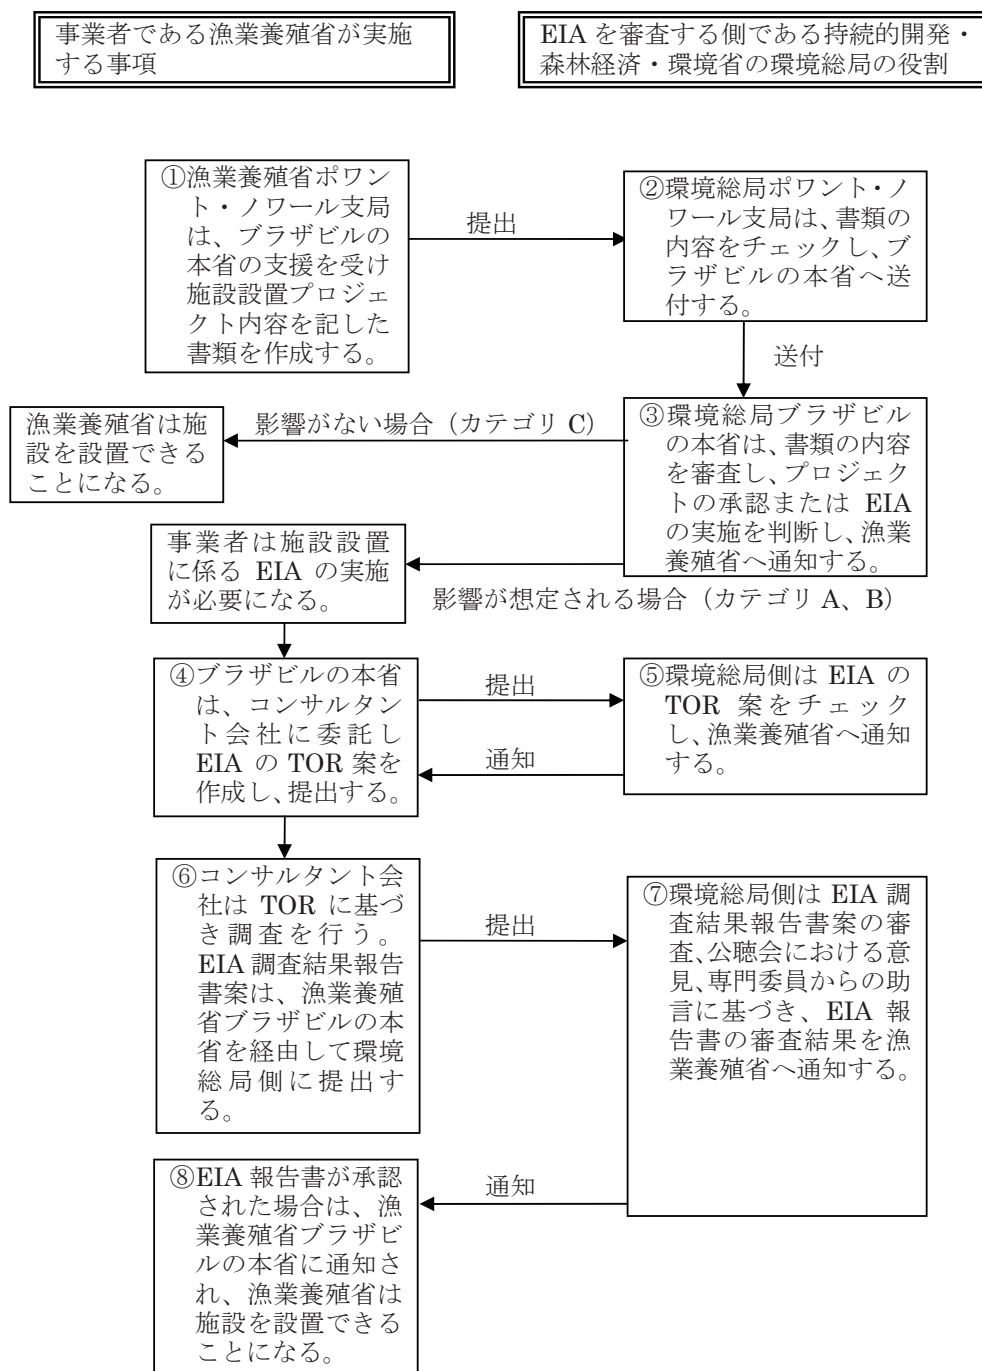 事業者である漁業養殖省が実施
する事項
EIA を審査する側である持続的開発・
森林経済・環境省の環境総局の役割
①漁業養殖省ポワン
ト・ノワール支局
は、ブラザビルの
本省の支援を受け
施設設置プロジェ
クト内容を記した
書類を作成する。
提出
②環境総局ポワント・ノ
ワール支局は、書類の
内容をチェックし、ブ
ラザビルの本省へ送
付する。
送付
③環境総局ブラザビル
の本省は、書類の内容
を審査し、プロジェク
トの承認または EIA
の実施を判断し、漁業
養殖省へ通知する。
影響がない場合（カテゴリ C）
漁業養殖省は施
設を設置できる
ことになる。
事業者は施設設置
に係る EIA の実施
が必要になる。
影響が想定される場合（カテゴリ A、B）
④ブラザビルの本省
は、コンサルタン
ト会社に委託し
EIA の TOR 案を
作成し、提出する。
提出
通知
⑤環境総局側は EIA の
TOR 案をチェック
し、漁業養殖省へ通知
する。
⑥コンサルタント会
社は TOR に基づ
き調査を行う。
EIA 調査結果報告
書案は、漁業養殖
省ブラザビルの本
省を経由して環境
総局側に提出す
る。
提出
⑦環境総局側は EIA 調
査結果報告書案の審
査、公聴会における意
見、専門委員からの助
言に基づき、EIA 報
告書の審査結果を漁
業養殖省へ通知する。
通知
⑧EIA 報告書が承認
された場合は、漁
業養殖省ブラザビ
ルの本省に通知さ
れ、漁業養殖省は
施設を設置できる
ことになる。